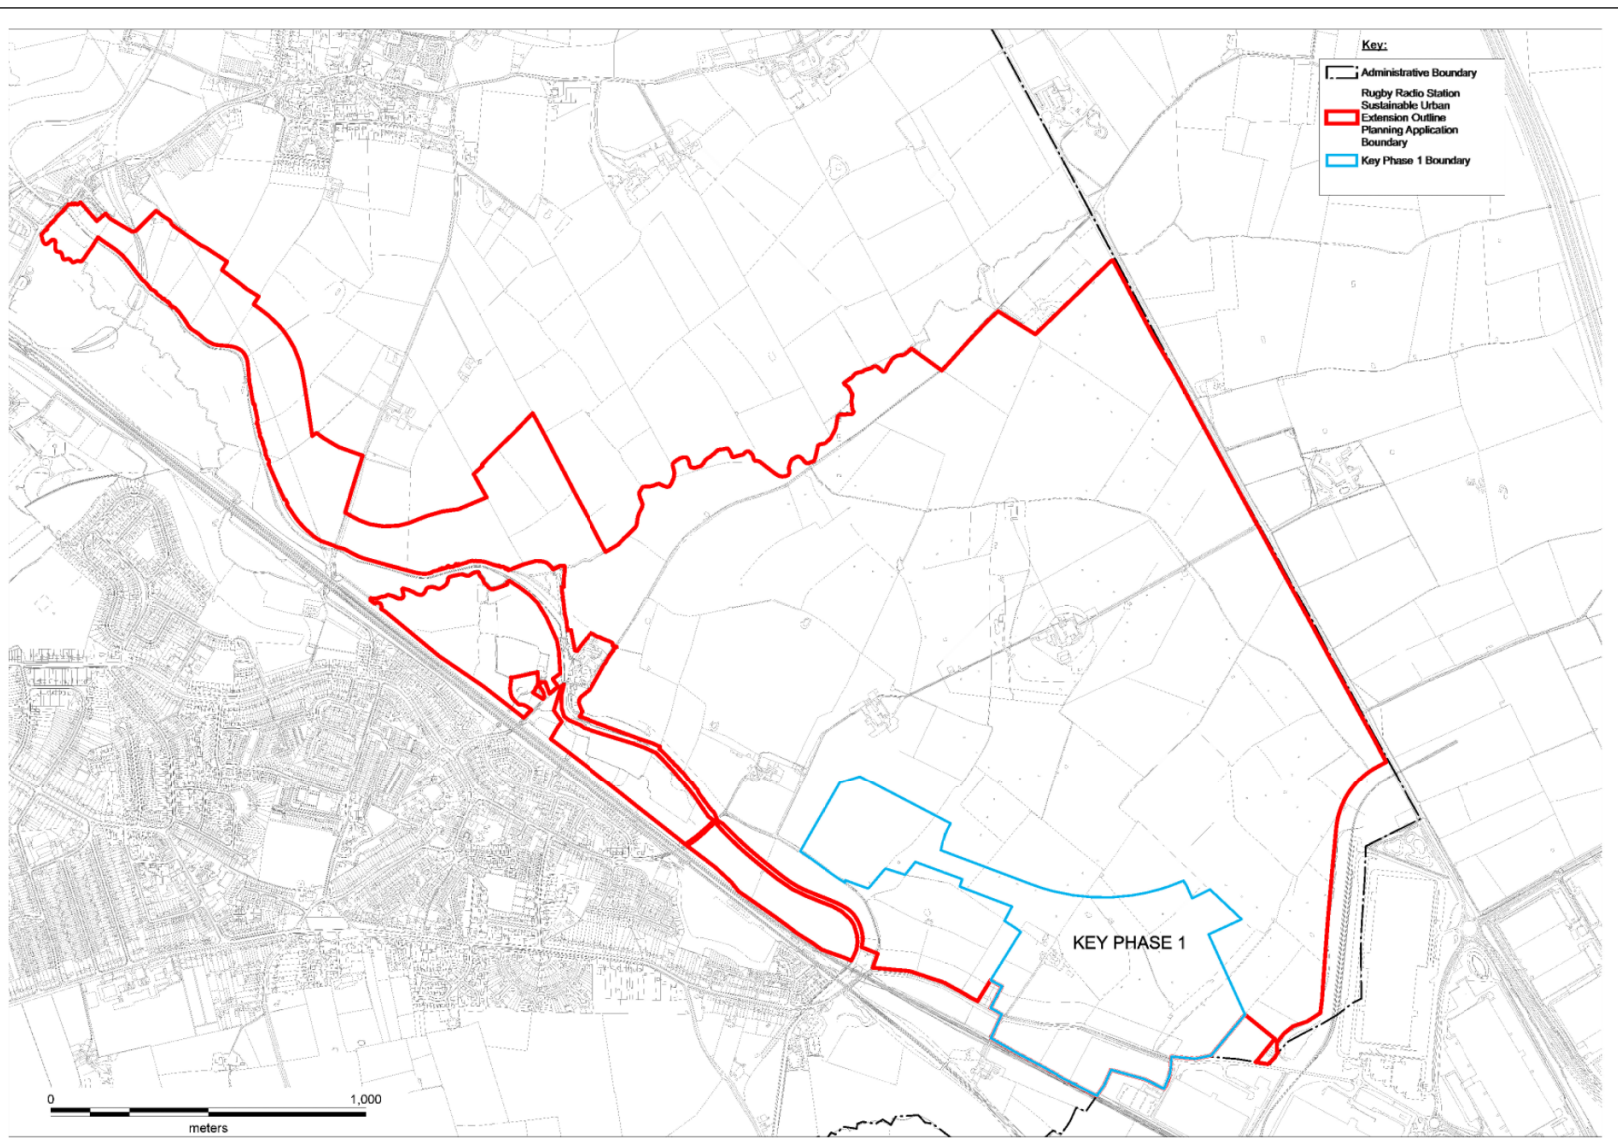 Key:
Administrative Boundary
Rugby Radio Station
Sustainable Urban
Extension Outline
Planning Application
Boundary
Key Phase 1 Boundary
KEY PHASE 1
0 1,000
meters